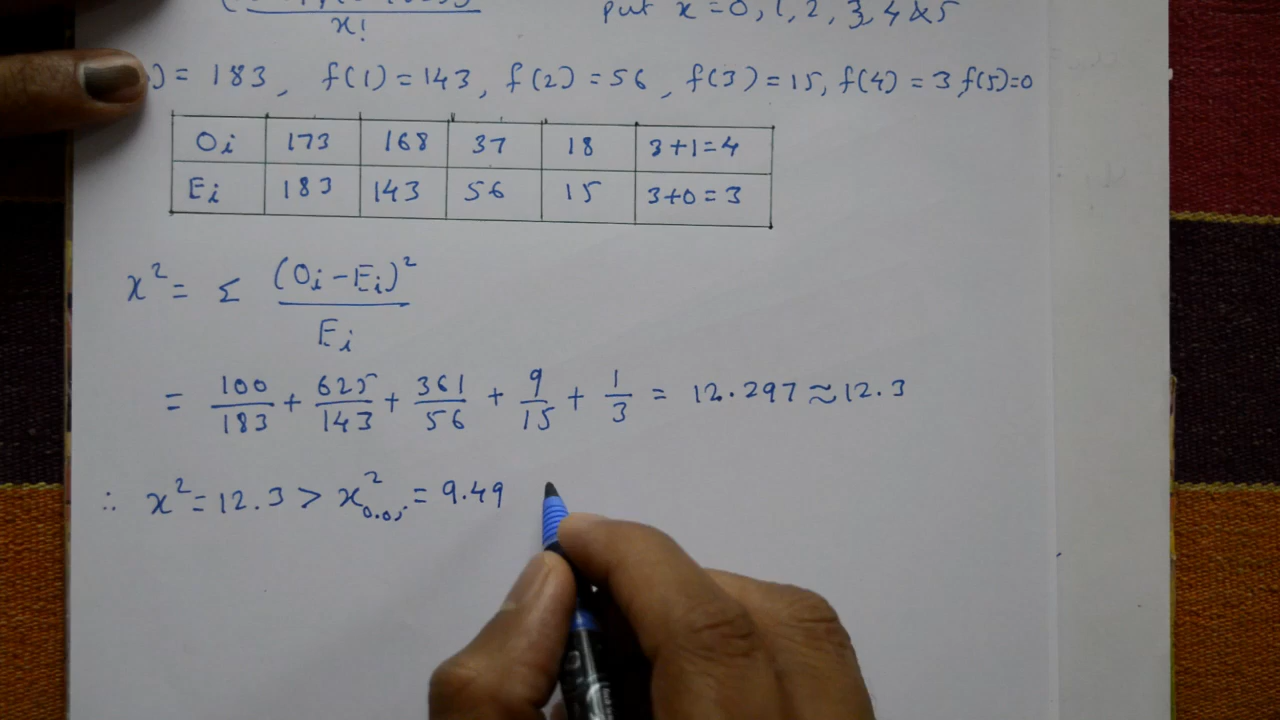 x! put x = 0, 1, 2, 3, 4 & 5
) = 183, f(1) = 143, f(2) = 56, f(3) = 15, f(4) = 3 f(5) = 0
Oi 173 168 37 18 3+1=4
Ei 183 143 56 15 3+0=3
x² = Σ (Oi - Ei)² / Ei
= 100/183 + 625/143 + 361/56 + 9/15 + 1/3 = 12.297 ≈ 12.3
∴ x² = 12.3 > x²0.05 = 9.49